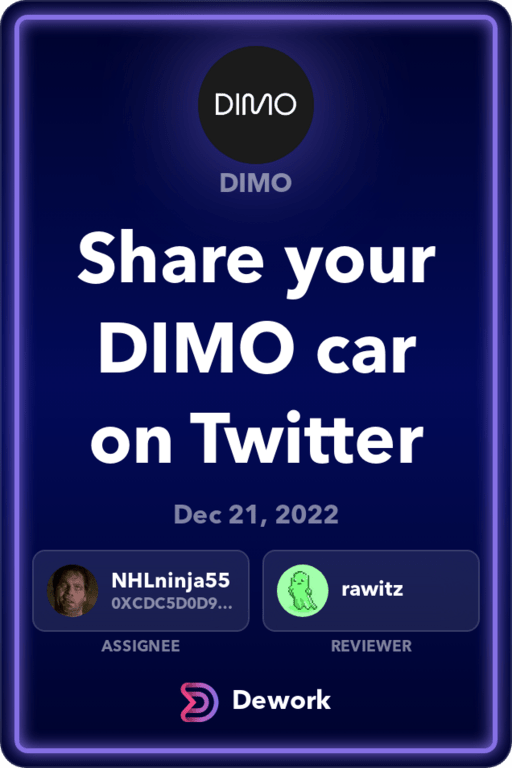 DIMO
DIMO
Share your
DIMO car
on Twitter
Dec 21, 2022
NHLninja55
0XCDC5D0D9...
rawitz
ASSIGNEE
REVIEWER
Dework